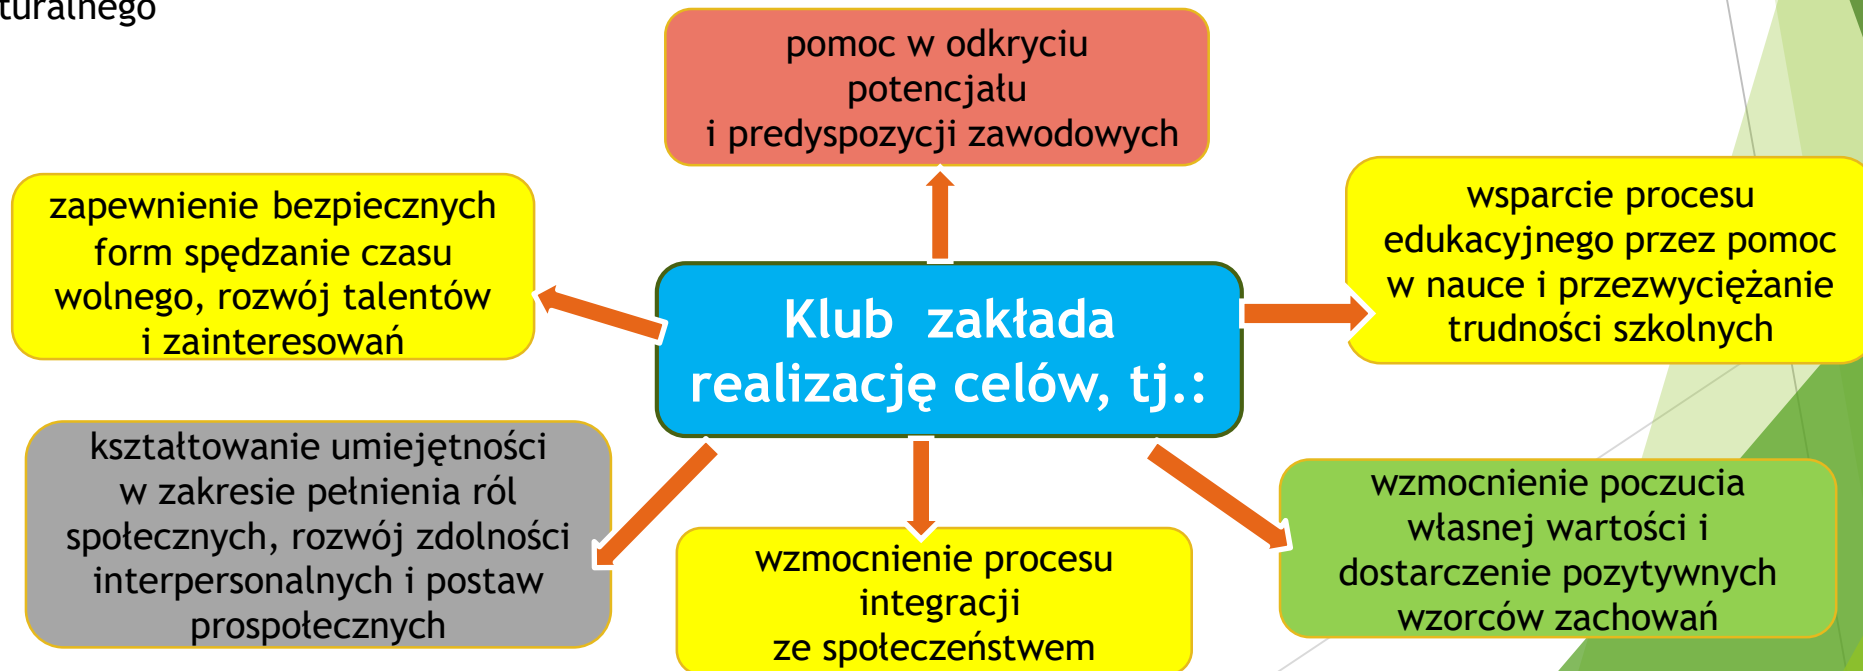 turalnego
pomoc w odkryciu
potencjału
i predyspozycji zawodowych
zapewnienie bezpiecznych
form spędzanie czasu
wolnego, rozwój talentów
i zainteresowań
wsparcie procesu
edukacyjnego przez pomoc
w nauce i przezwyciężanie
trudności szkolnych
Klub zakłada
realizację celów, tj.:
kształtowanie umiejętności
w zakresie pełnienia ról
społecznych, rozwój zdolności
interpersonalnych i postaw
prospołecznych
wzmocnienie procesu
integracji
ze społeczeństwem
wzmocnienie poczucia
własnej wartości i
dostarczenie pozytywnych
wzorców zachowań